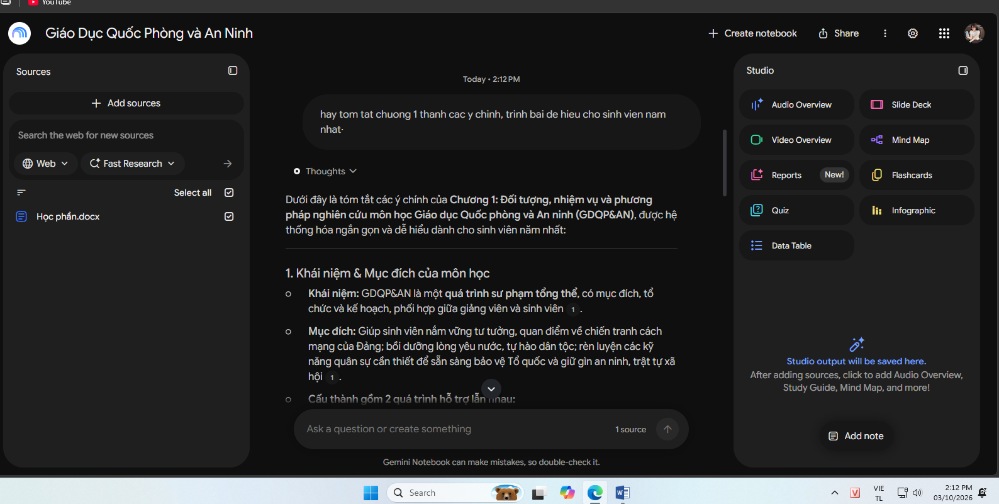 YouTube
Giáo Dục Quốc Phòng và An Ninh
Create notebook
Share
Sources
Add sources
Search the web for new sources
Web
Fast Research
Select all
Học phần.docx
Today • 2:12 PM
hay tom tat chuong 1 thanh cac y chinh, trinh bai de hieu cho sinh vien nam
nhat·
Thoughts
Dưới đây là tóm tắt các ý chính của Chương 1: Đối tượng, nhiệm vụ và phương
pháp nghiên cứu môn học Giáo dục Quốc phòng và An ninh (GDQP&AN), được hệ
thống hóa ngắn gọn và dễ hiểu dành cho sinh viên năm nhất:
1. Khái niệm & Mục đích của môn học
Khái niệm: GDQP&AN là một quá trình sư phạm tổng thể, có mục đích, tổ
chức và kế hoạch, phối hợp giữa giảng viên và sinh viên 1 .
Mục đích: Giúp sinh viên nắm vững tư tưởng, quan điểm về chiến tranh cách
mạng của Đảng; bồi dưỡng lòng yêu nước, tự hào dân tộc; rèn luyện các kỹ
năng quân sự cần thiết để sẵn sàng bảo vệ Tổ quốc và giữ gìn an ninh, trật tự xã
hội 1 .
Cấu thành gồm 2 quá trình hỗ trợ lẫn nhau:
Ask a question or create something
1 source
Gemini Notebook can make mistakes, so double-check it.
Studio
Audio Overview
Slide Deck
Video Overview
Mind Map
Reports
New!
Flashcards
Quiz
Infographic
Data Table
Studio output will be saved here.
After adding sources, click to add Audio Overview,
Study Guide, Mind Map, and more!
Add note
Search
V
VIE
TL
2:12 PM
03/10/2026